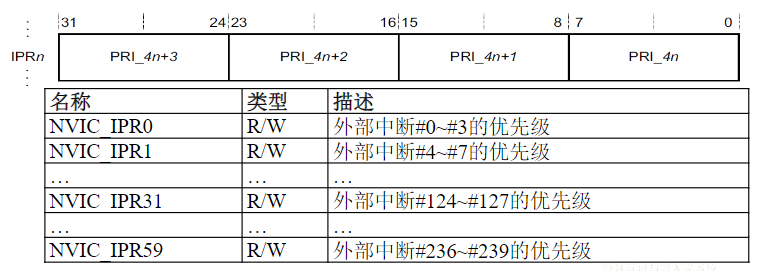 31 24 23 16 15 8 7 0
IPRn PRI_4n+3 PRI_4n+2 PRI_4n+1 PRI_4n
名称 类型 描述
NVIC_IPR0 R/W 外部中断#0~#3的优先级
NVIC_IPR1 R/W 外部中断#4~#7的优先级
… … …
NVIC_IPR31 R/W 外部中断#124~#127的优先级
… … …
NVIC_IPR59 R/W 外部中断#236~#239的优先级